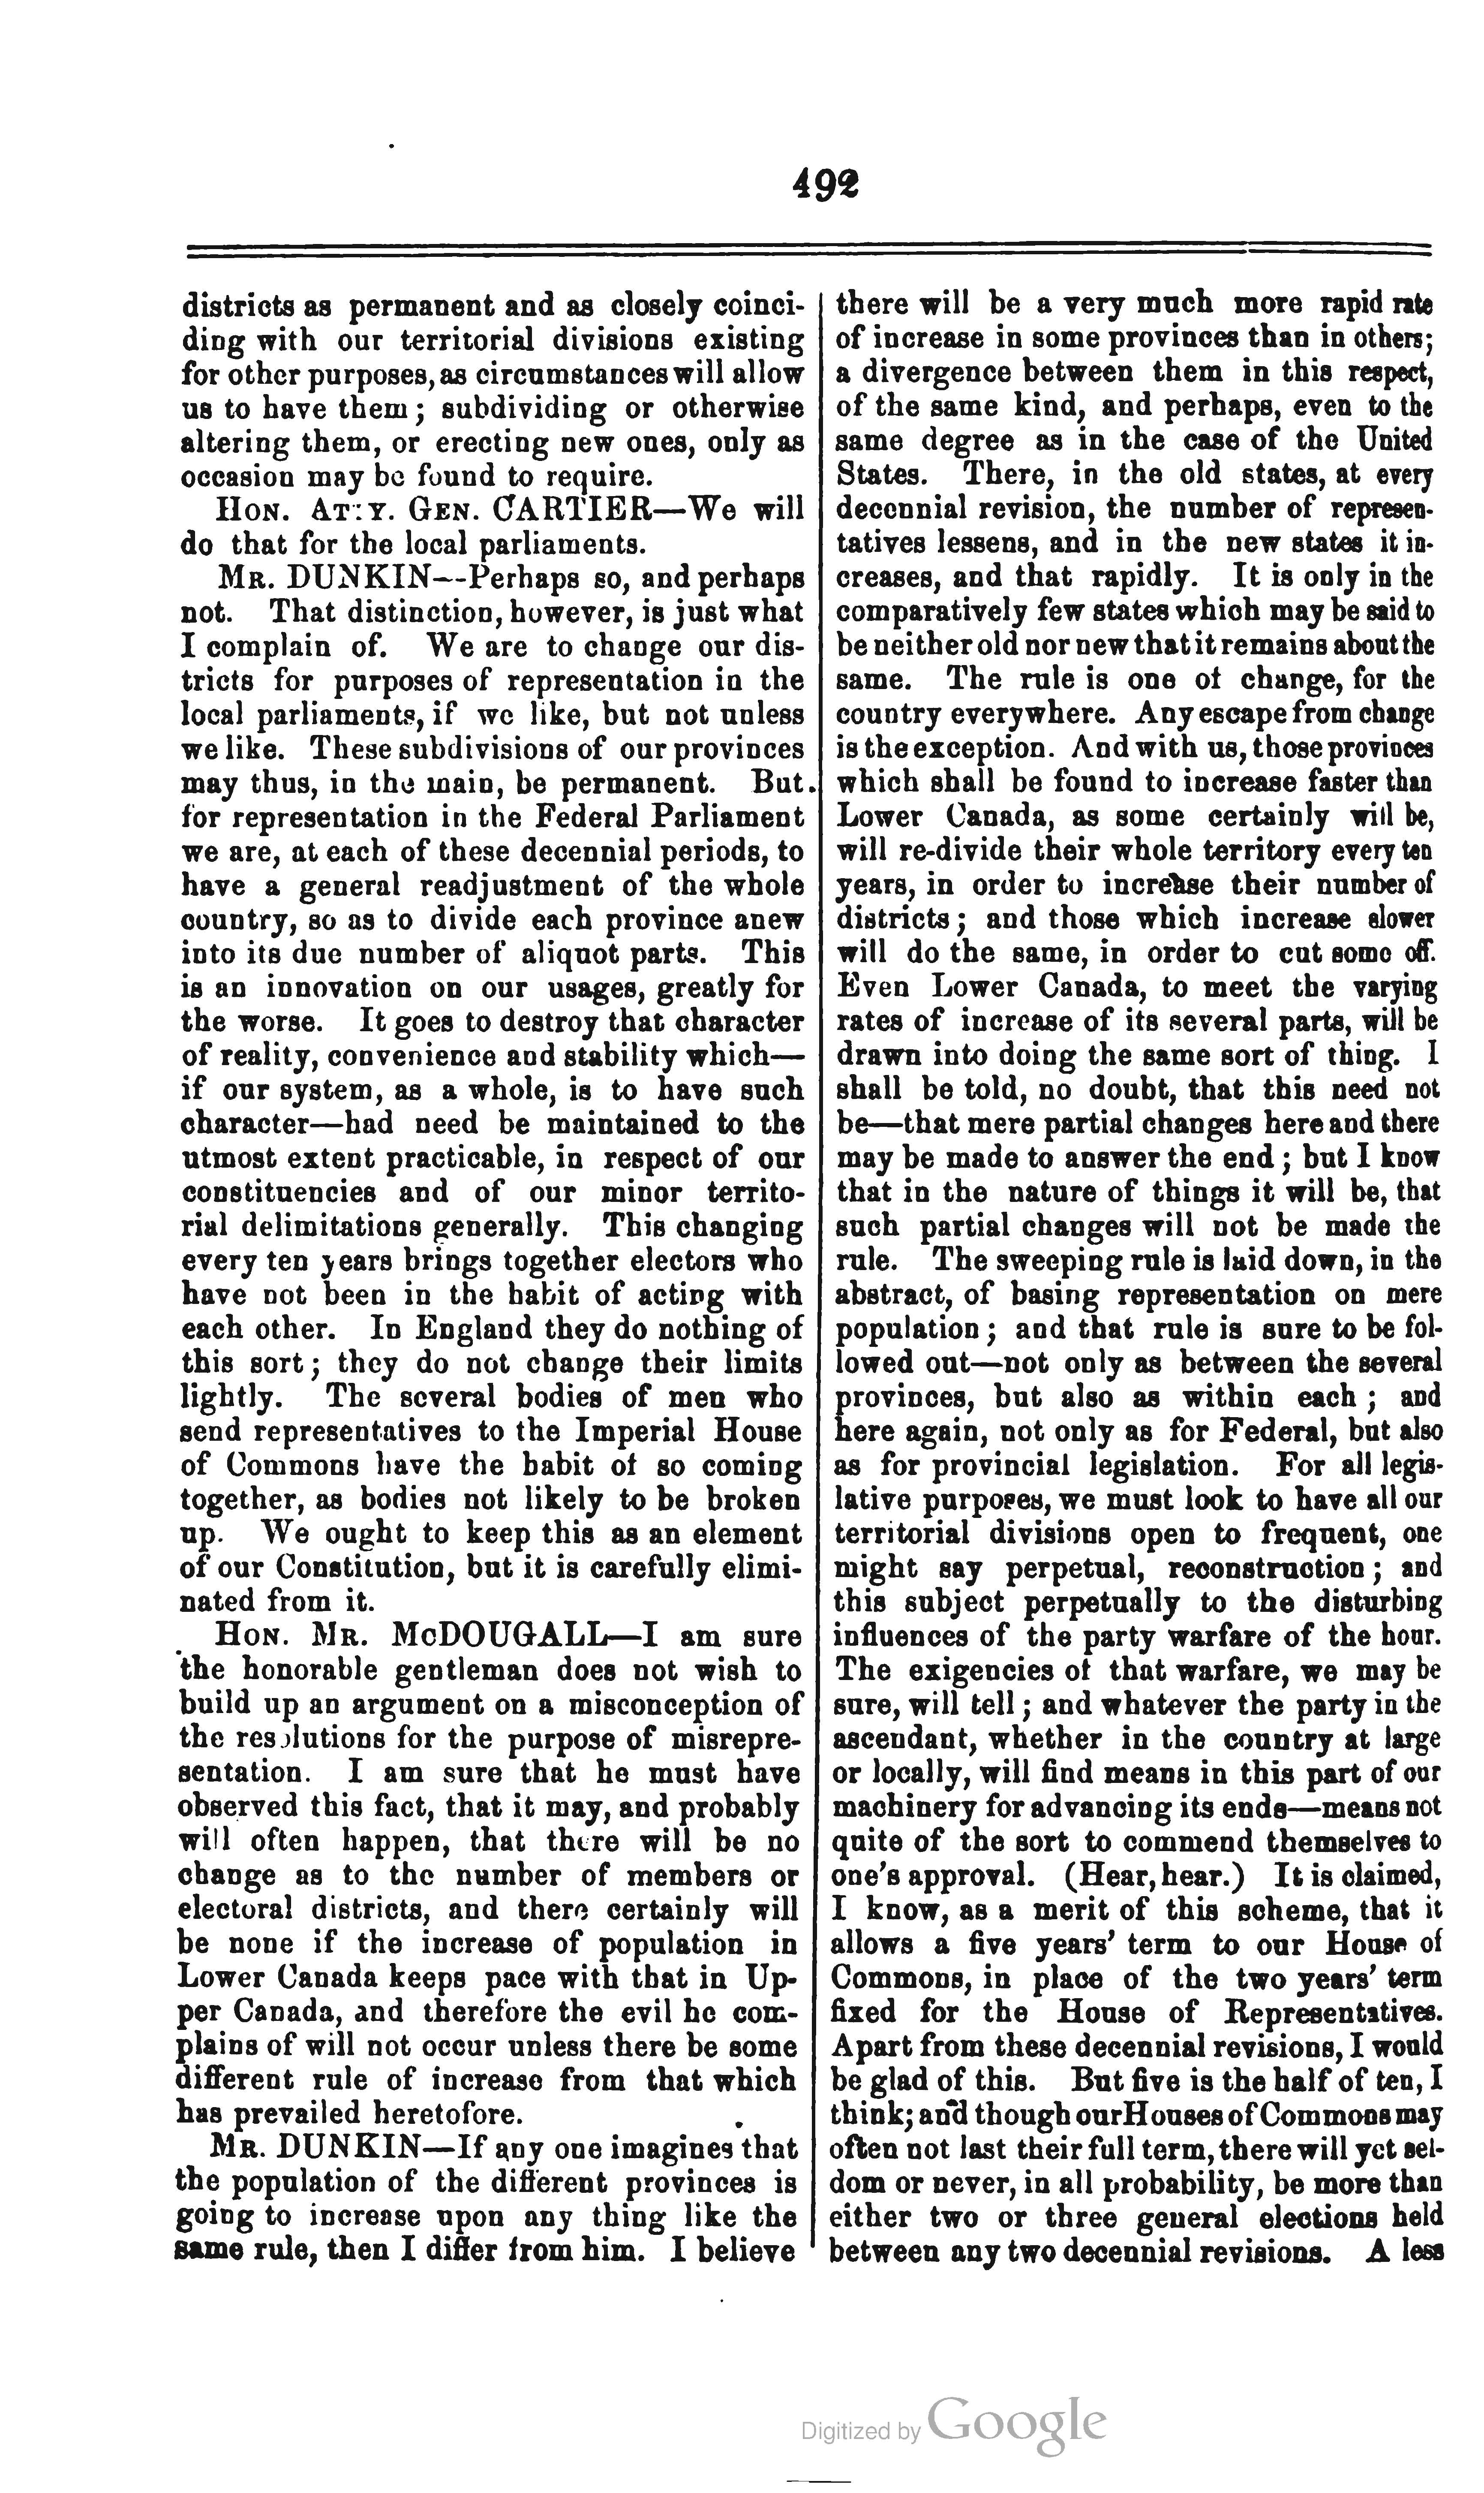 492
districts as permanent and as closely coinci-
ding with our territorial divisions existing
for other purposes, as circumstances will allow
us to have them; subdividing or otherwise
altering them, or erecting new ones, only as
occasion may be found to require.
HON. ATT'Y. GEN. CARTIER—We will
do that for the local parliaments.
MR. DUNKIN—Perhaps so, and perhaps
not. That distinction, however, is just what
I complain of. We are to change our dis-
tricts for purposes of representation in the
local parliaments, if we like, but not unless
we like. These subdivisions of our provinces
may thus, in the main, be permanent. But
for representation in the Federal Parliament
we are, at each of these decennial periods, to
have a general readjustment of the whole
country, so as to divide each province anew
into its due number of aliquot parts. This
is an innovation on our usages, greatly for
the worse. It goes to destroy that character
of reality, convenience and stability which—
if our system, as a whole, is to have such
character—had need be maintained to the
utmost extent practicable, in respect of our
constituencies and of our minor territo-
rial delimitations generally. This changing
every ten years brings together electors who
have not been in the habit of acting with
each other. In England they do nothing of
this sort; they do not change their limits
lightly. The several bodies of men who
send representatives to the Imperial House
of Commons have the habit of so coming
together, as bodies not likely to be broken
up. We ought to keep this as an element
of our Constitution, but it is carefully elimi-
nated from it.
HON. MR. McDOUGALL—I am sure
the honorable gentleman does not wish to
build up an argument on a misconception of
the resolutions for the purpose of misrepre-
sentation. I am sure that he must have
observed this fact, that it may, and probably
will often happen, that there will be no
change as to the number of members or
electoral districts, and there certainly will
be none if the increase of population in
Lower Canada keeps pace with that in Up-
per Canada, and therefore the evil he com-
plains of will not occur unless there be some
different rule of increase from that which
has prevailed heretofore.
MR. DUNKIN—If any one imagines that
the population of the different provinces is
going to increase upon any thing like the
same rule, then I differ from him. I believe
there will be a very much more rapid rate
of increase in some provinces than in others;
a divergence between them in this respect,
of the same kind, and perhaps, even to the
same degree as in the case of the United
States. There, in the old states, at every
decennial revision, the number of represen-
tatives lessens, and in the new states it in-
creases, and that rapidly. It is only in the
comparatively few states which may be said to
be neither old nor new that it remains about the
same. The rule is one of change, for the
country everywhere. Any escape from change
is the exception. And with us, those provinces
which shall be found to increase faster than
Lower Canada, as some certainly will be,
will re-divide their whole territory every ten
years, in order to increase their number of
districts; and those which increase slower
will do the same, in order to cut some off.
Even Lower Canada, to meet the varying
rates of increase of its several parts, will be
drawn into doing the same sort of thing. I
shall be told, no doubt, that this need not
be—that mere partial changes here and there
may be made to answer the end; but I know
that in the nature of things it will be, that
such partial changes will not be made the
rule. The sweeping rule is laid down, in the
abstract, of basing representation on mere
population; and that rule is sure to be fol-
lowed out—not only as between the several
provinces, but also as within each; and
here again, not only as for Federal, but also
as for provincial legislation. For all legis-
lative purposes, we must look to have all our
territorial divisions open to frequent, one
might say perpetual, reconstruction; and
this subject perpetually to the disturbing
influences of the party warfare of the hour.
The exigencies of that warfare, we may be
sure, will tell; and whatever the party in the
ascendant, whether in the country at large
or locally, will find means in this part of our
machinery for advancing its ends—means not
quite of the sort to commend themselves to
one's approval. (Hear, hear.) It is claimed,
I know, as a merit of this scheme, that it
allows a five years' term to our House of
Commons, in place of the two years' term
fixed for the House of Representatives.
Apart from these decennial revisions, I would
be glad of this. But five is the half of ten, I
think; and though our Houses of Commons may
often not last their full term, there will yet sel-
dom or never, in all probability, be more than
either two or three general elections held
between any two decennial revisions. A less
Digitized by Google